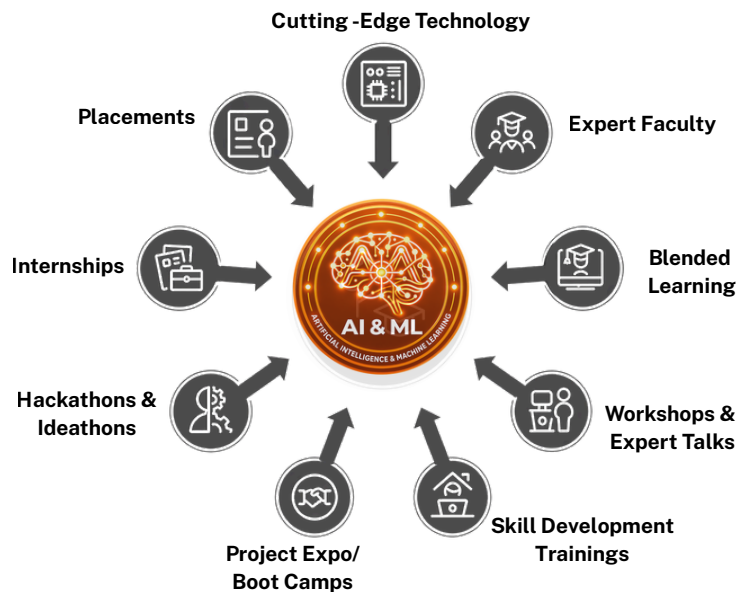 Cutting -Edge Technology
Placements
Expert Faculty
Internships
Blended
Learning
AI & ML
ARTIFICIAL INTELLIGENCE & MACHINE LEARNING
Hackathons &
Ideathons
Workshops &
Expert Talks
Skill Development
Trainings
Project Expo/
Boot Camps